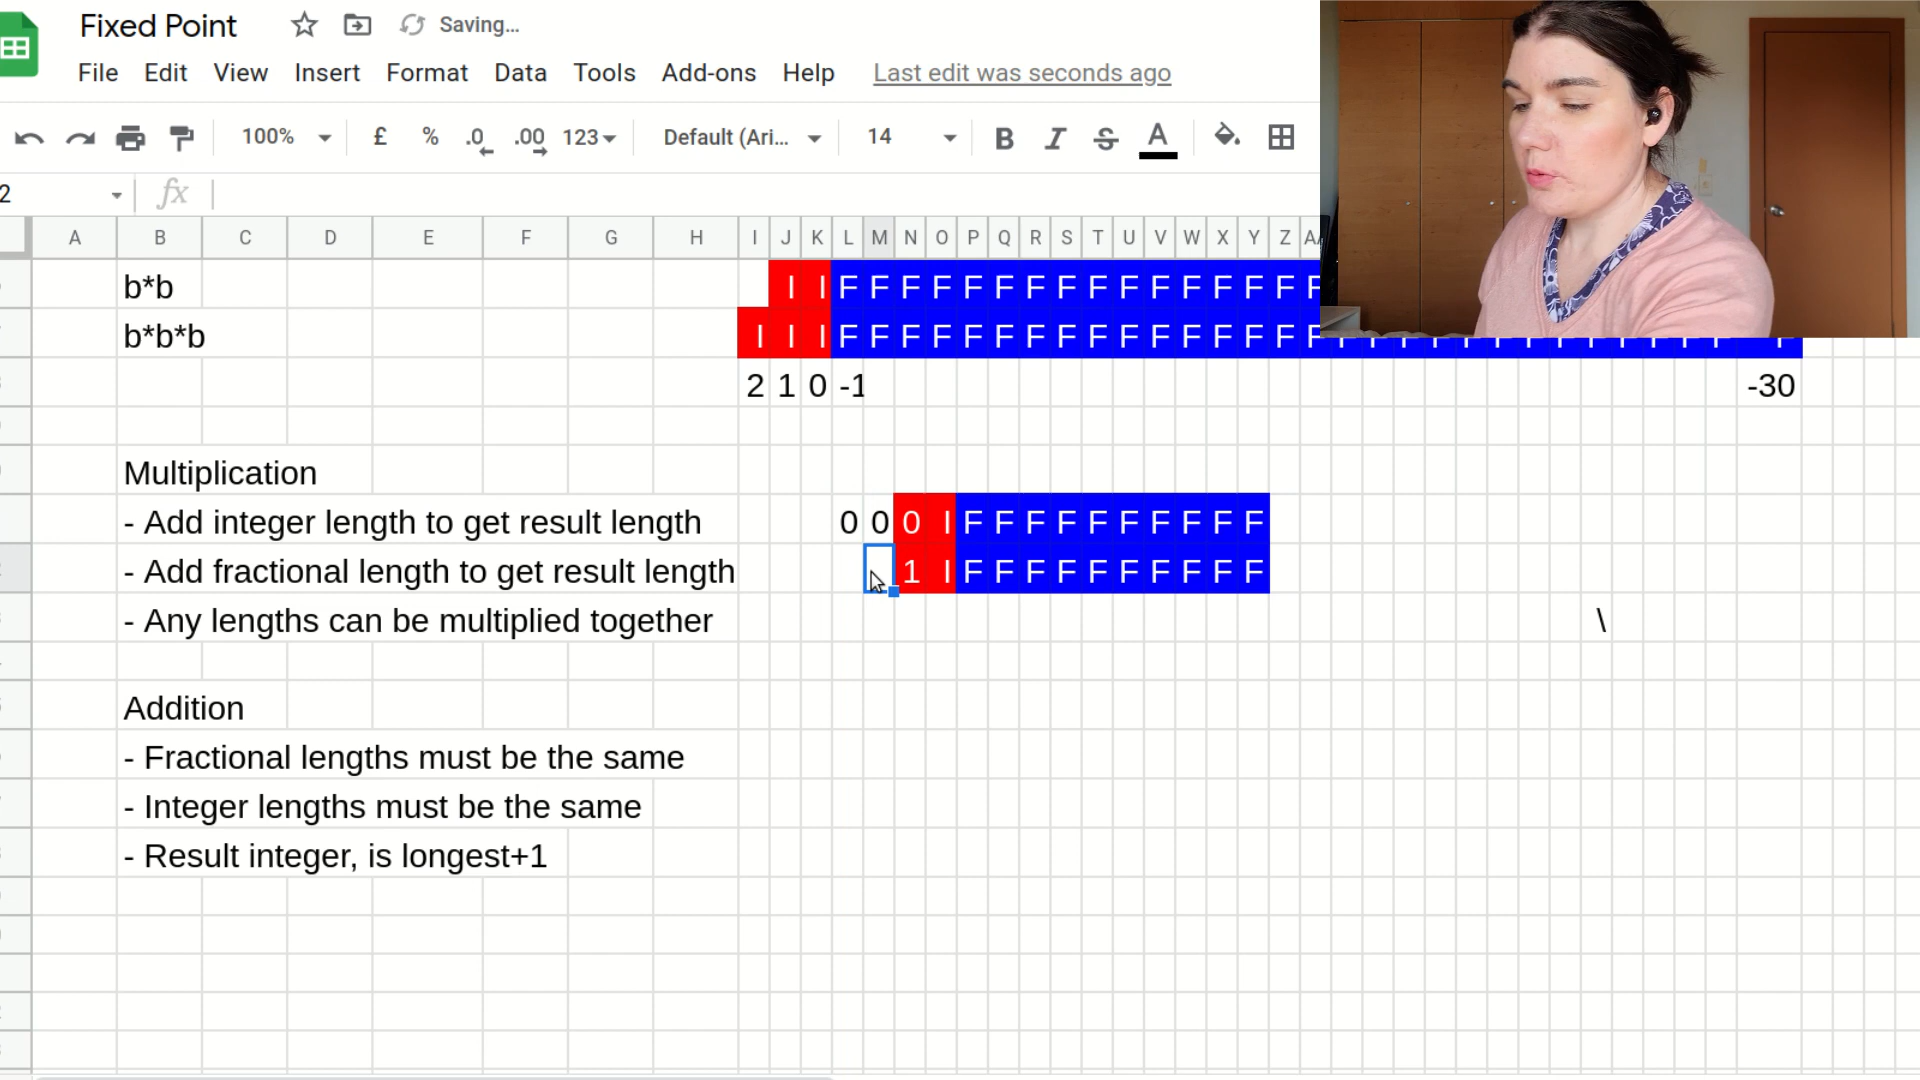 Fixed Point Saving...
File Edit View Insert Format Data Tools Add-ons Help Last edit was seconds ago
100% £ % .0 .00 123 Default (Ari... 14 B I S A
2 fx
A B C D E F G H I J K L M N O P Q R S T U V W X Y Z
b*b I I F F F F F F F F F F F F F F F F
b*b*b I I I F F F F F F F F F F F F F F F F
2 1 0 -1 -30
Multiplication
- Add integer length to get result length 0 0 0 I F F F F F F F F F F
- Add fractional length to get result length 1 I F F F F F F F F F F
- Any lengths can be multiplied together \
Addition
- Fractional lengths must be the same
- Integer lengths must be the same
- Result integer, is longest+1